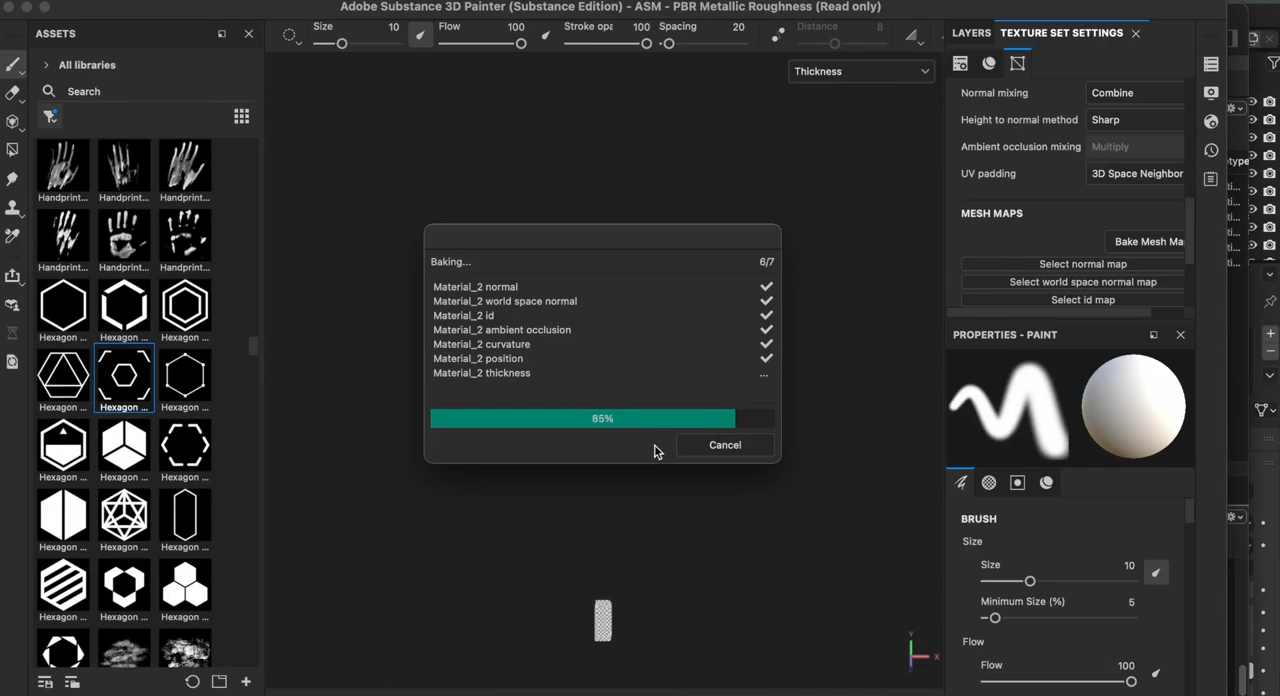 Adobe Substance 3D Painter (Substance Edition) - ASM - PBR Metallic Roughness (Read only)
ASSETS
All libraries
Search
Handprint... Handprint... Handprint...
Handprint... Handprint... Handprint...
Hexagon ... Hexagon ... Hexagon ...
Hexagon ... Hexagon ... Hexagon ...
Hexagon ... Hexagon ... Hexagon ...
Hexagon ... Hexagon ... Hexagon ...
Hexagon ... Hexagon ... Hexagon ...
Size 10
Flow 100
Stroke opa 100
Spacing 20
Distance 8
Thickness
Baking... 6/7
Material_2 normal
Material_2 world space normal
Material_2 id
Material_2 ambient occlusion
Material_2 curvature
Material_2 position
Material_2 thickness ...
85%
Cancel
Y
X
LAYERS TEXTURE SET SETTINGS
Normal mixing Combine
Height to normal method Sharp
Ambient occlusion mixing Multiply
UV padding 3D Space Neighbor
MESH MAPS
Bake Mesh Ma
Select normal map
Select world space normal map
Select id map
PROPERTIES - PAINT
BRUSH
Size
Size 10
Minimum Size (%) 5
Flow
Flow 100